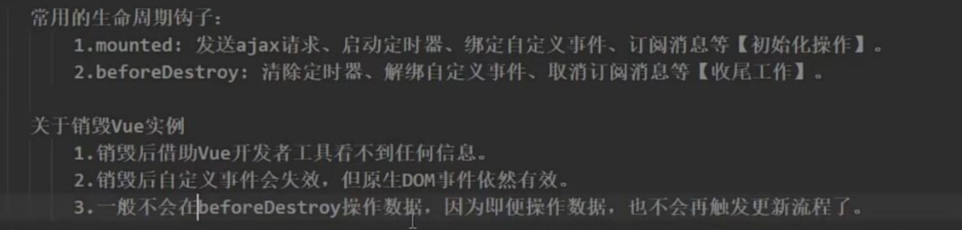 常用的生命周期钩子：
1.mounted: 发送ajax请求、启动定时器、绑定自定义事件、订阅消息等【初始化操作】。
2.beforeDestroy: 清除定时器、解绑自定义事件、取消订阅消息等【收尾工作】。
关于销毁Vue实例
1.销毁后借助Vue开发者工具看不到任何信息。
2.销毁后自定义事件会失效，但原生DOM事件依然有效。
3.一般不会在beforeDestroy操作数据，因为即便操作数据，也不会再触发更新流程了。